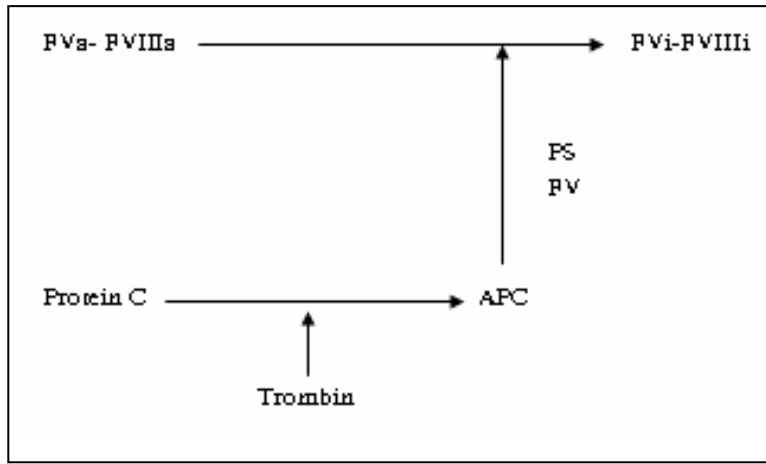 FVa- FVIIIa FVi-FVIIIi
PS
FV
Protein C APC
Trombin